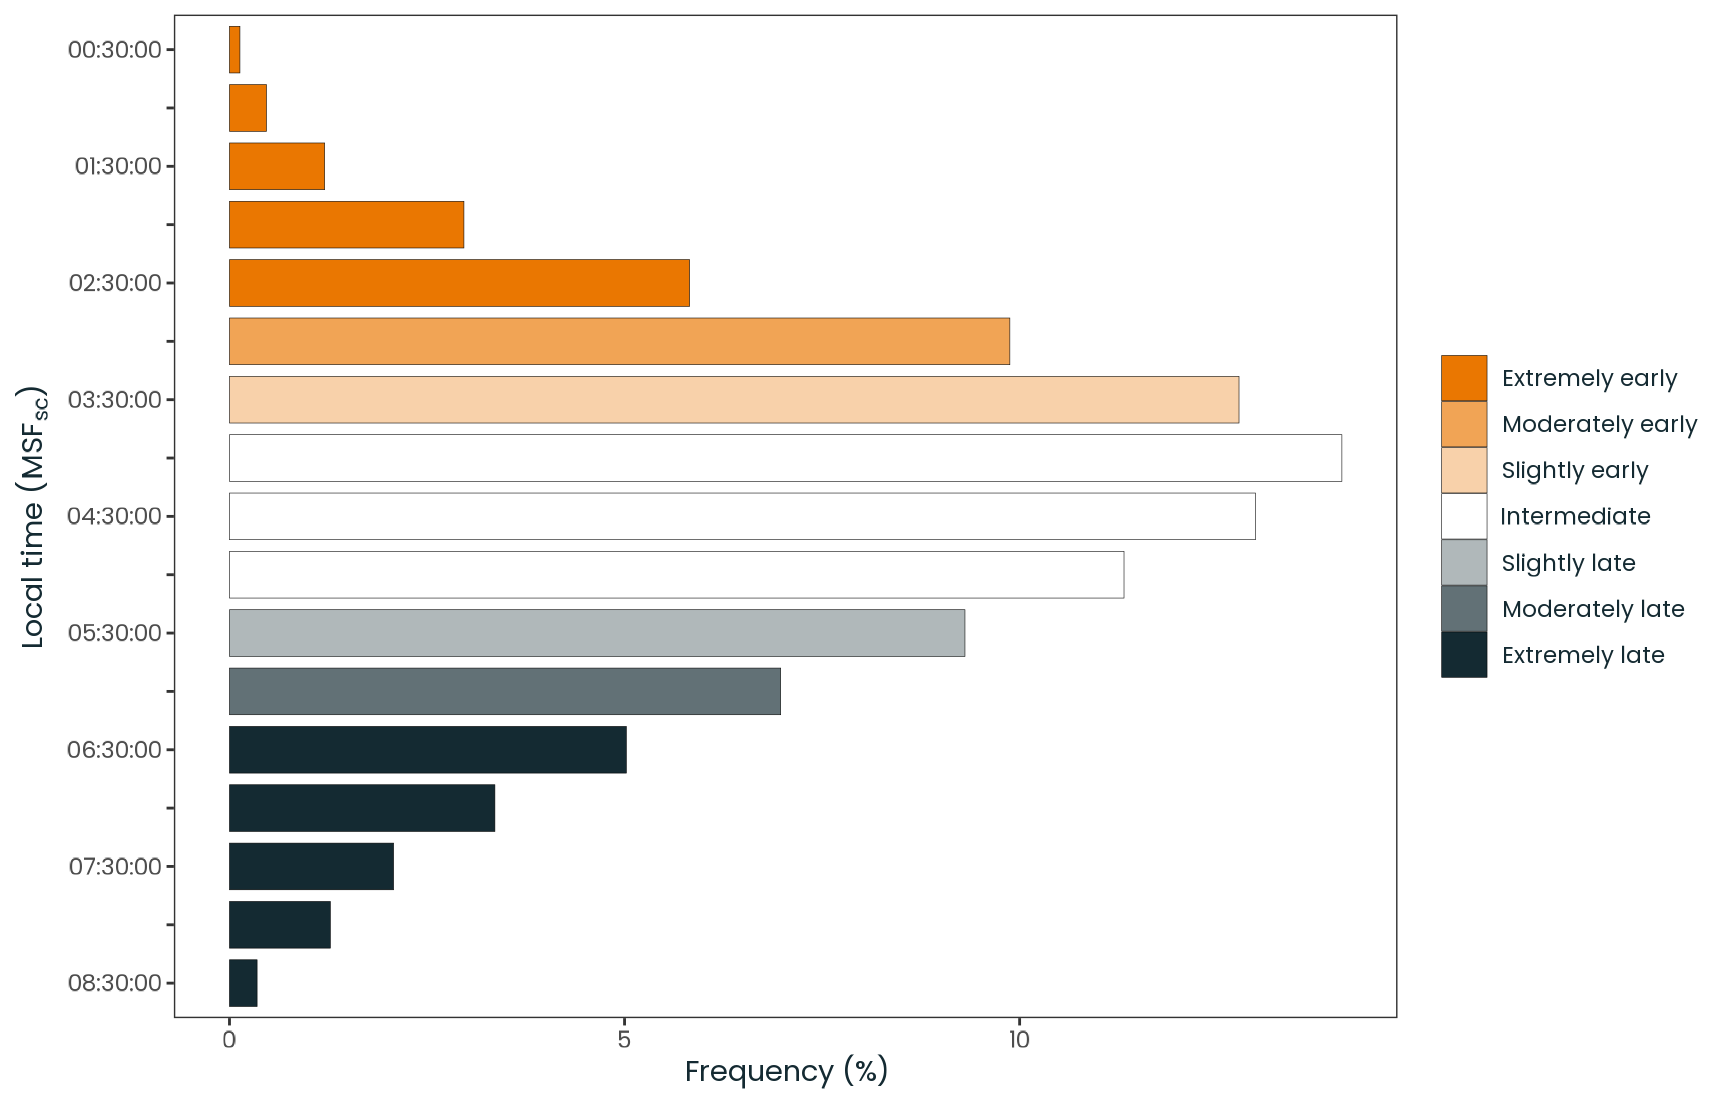 00:30:00
01:30:00
02:30:00
03:30:00
04:30:00
05:30:00
06:30:00
07:30:00
08:30:00
Local time (MSFsc)
0
5
10
Frequency (%)
Extremely early
Moderately early
Slightly early
Intermediate
Slightly late
Moderately late
Extremely late